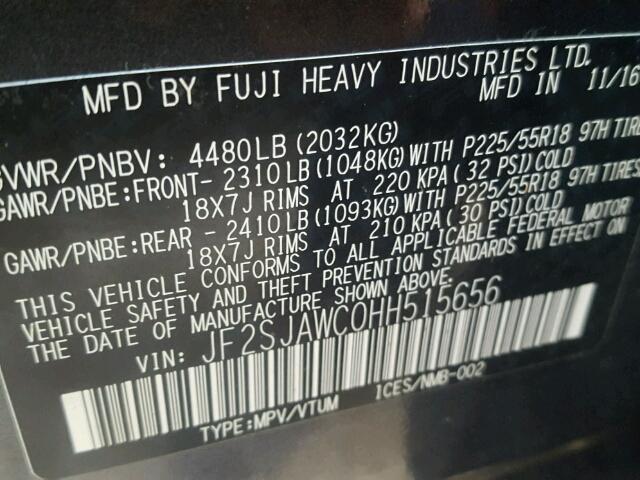 MFD BY FUJI HEAVY INDUSTRIES LTD.
MFD IN 11/16
GVWR/PNBV: 4480LB(2032KG)
GAWR/PNBE:FRONT- 2310LB(1048KG)WITH P225/55R18 97H TIRES
18X7J RIMS AT 220 KPA(32 PSI)COLD
GAWR/PNBE:REAR - 2410LB(1093KG)WITH P225/55R18 97H TIRES
18X7J RIMS AT 210 KPA(30 PSI)COLD
THIS VEHICLE CONFORMS TO ALL APPLICABLE FEDERAL MOTOR
VEHICLE SAFETY AND THEFT PREVENTION STANDARDS IN EFFECT ON
THE DATE OF MANUFACTURE SHOWN ABOVE.
VIN: JF2SJAWC0HH515656
ICES/NMB-002
TYPE:MPV/VTUM